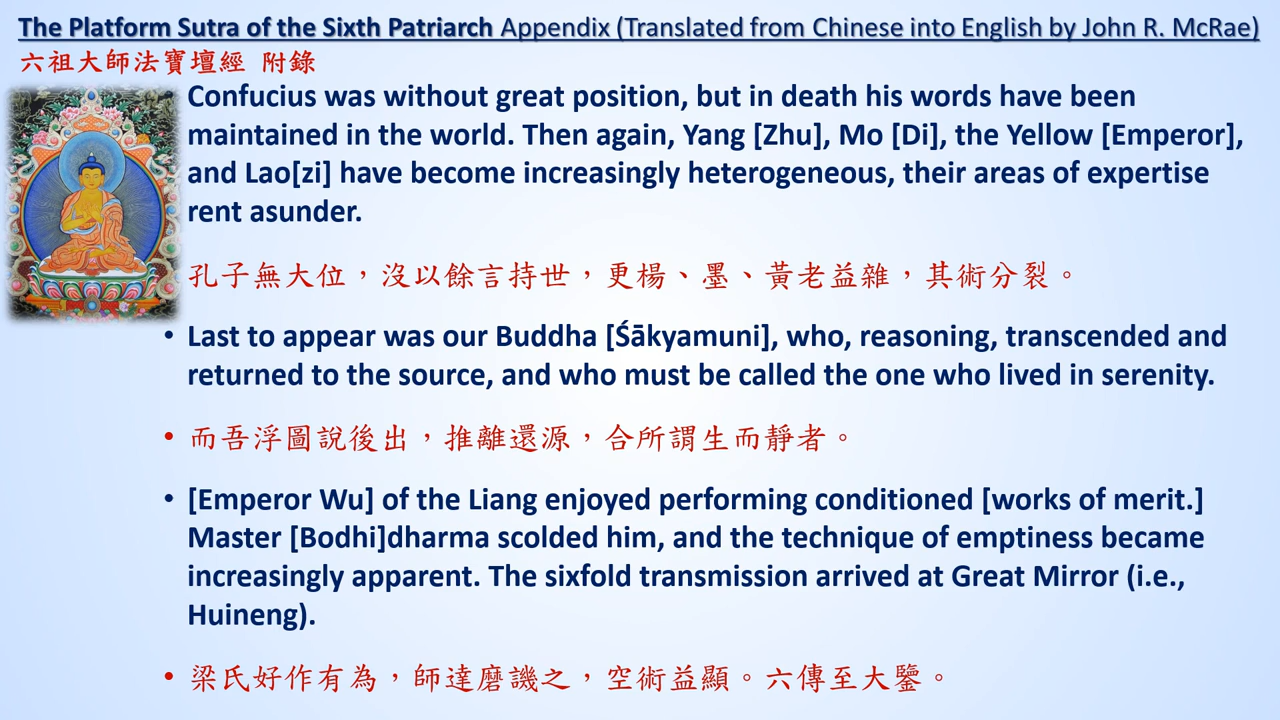 The Platform Sutra of the Sixth Patriarch Appendix (Translated from Chinese into English by John R. McRae)
六祖大師法寶壇經 附錄
Confucius was without great position, but in death his words have been
maintained in the world. Then again, Yang [Zhu], Mo [Di], the Yellow [Emperor],
and Lao[zi] have become increasingly heterogeneous, their areas of expertise
rent asunder.
孔子無大位，沒以餘言持世，更楊、墨、黃老益雜，其術分裂。
• Last to appear was our Buddha [Śākyamuni], who, reasoning, transcended and
returned to the source, and who must be called the one who lived in serenity.
• 而吾浮圖說後出，推離還源，合所謂生而靜者。
• [Emperor Wu] of the Liang enjoyed performing conditioned [works of merit.]
Master [Bodhi]dharma scolded him, and the technique of emptiness became
increasingly apparent. The sixfold transmission arrived at Great Mirror (i.e.,
Huineng).
• 梁氏好作有為，師達磨譏之，空術益顯。六傳至大鑒。